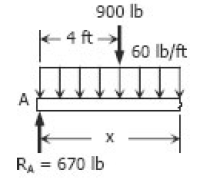 900 lb
4 ft
60 lb/ft
A
x
R_A = 670 lb